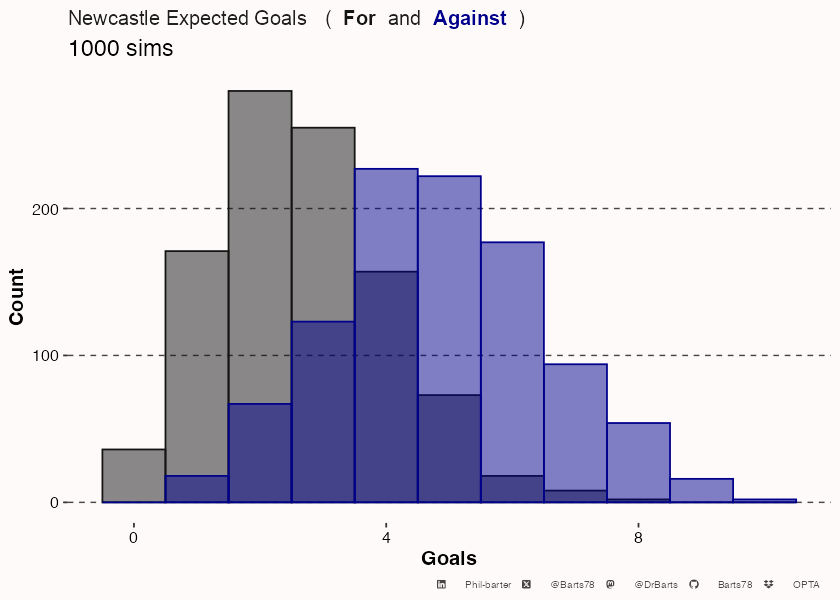 Newcastle Expected Goals ( For and Against )
1000 sims
200
100
0
Count
0 4 8
Goals
Phil-barter @Barts78 @DrBarts Barts78 OPTA